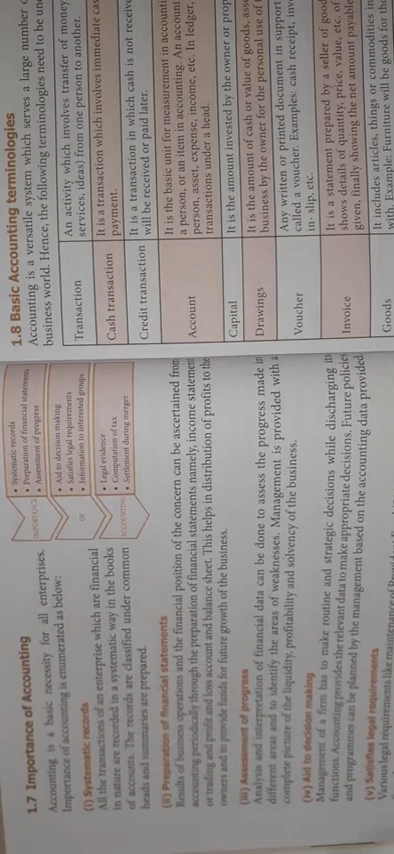 1.7 Importance of Accounting
Accounting is a basic necessity for all enterprises.
Importance of accounting is enumerated as below:
(i) Systematic records
All the transactions of an enterprise which are financial
in nature are recorded in a systematic way in the books
of accounts. The records are classified under common
heads and summaries are prepared.
IMPORTANCE
OF
ACCOUNTING
• Systematic records
• Preparation of financial statements
• Assessment of progress
• Aid to decision making
• Satisfies legal requirements
• Information to interested groups
• Legal evidence
• Computation of tax
• Settlement during merger
(ii) Preparation of financial statements
Results of business operations and the financial position of the concern can be ascertained from
accounting periodically through the preparation of financial statements namely, income statement
or trading and profit and loss account and balance sheet. This helps in distribution of profits to the
owners and to provide funds for future growth of the business.
(iii) Assessment of progress
Analysis and interpretation of financial data can be done to assess the progress made in
different areas and to identify the areas of weaknesses. Management is provided with a
complete picture of the liquidity, profitability and solvency of the business.
(iv) Aid to decision making
Management of a firm has to make routine and strategic decisions while discharging its
functions. Accounting provides the relevant data to make appropriate decisions. Future policies
and programmes can be planned by the management based on the accounting data provided.
(v) Satisfies legal requirements
Various legal requirements like maintenance of
1.8 Basic Accounting terminologies
Accounting is a versatile system which serves a large number
business world. Hence, the following terminologies need to be
Transaction
An activity which involves transfer of money
services, ideas) from one person to another.
Cash transaction
It is a transaction which involves immediate
payment.
Credit transaction
It is a transaction in which cash is not
will be received or paid later.
Account
It is the basic unit for measurement in
person, or an item in accounting. An
person, asset, expense, income, etc. In ledger,
transactions under a head.
Capital
It is the amount invested by the owner or
Drawings
It is the amount of cash or value of goods,
business by the owner for the personal use of
Voucher
Any written or printed document in support
called a voucher. Examples: cash receipt,
in- slip, etc.
Invoice
It is a statement prepared by a seller of
shows details of quantity, price, value, etc. of
given, finally showing the net amount payable
Goods
It includes articles, things or commodities in
with. Example: Furniture will be goods for